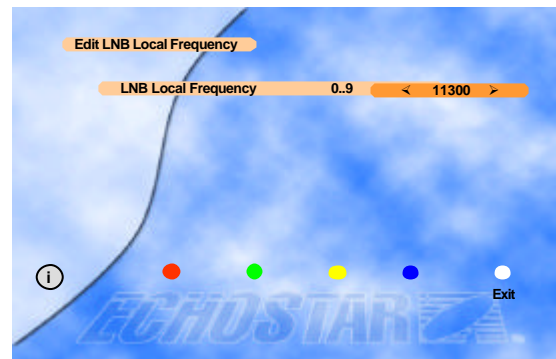 Edit LNB Local Frequency
LNB Local Frequency 0..9 < 11300 >
i
Exit
ECHOSTAR